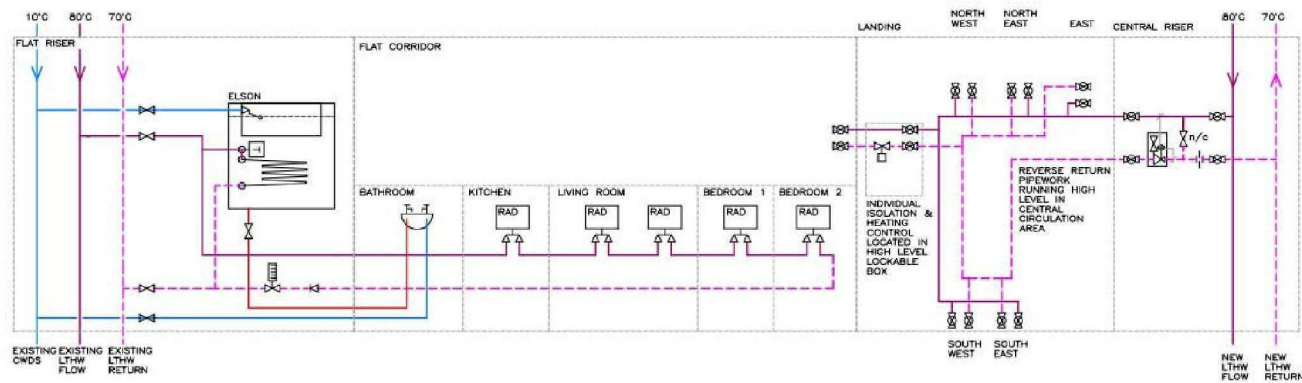 10°C
80°C
70°C
FLAT RISER
ELSON
FLAT CORRIDOR
BATHROOM
KITCHEN
LIVING ROOM
BEDROOM 1
BEDROOM 2
RAD
RAD
RAD
RAD
RAD
EXISTING
CWDS
EXISTING
LTHW
FLOW
EXISTING
LTHW
RETURN
LANDING
NORTH
WEST
NORTH
EAST
EAST
INDIVIDUAL
ISOLATION &
HEATING
CONTROL
LOCATED IN
HIGH LEVEL
LOCKABLE
BOX
REVERSE RETURN
PIPEWORK
RUNNING HIGH
LEVEL IN
CENTRAL
CIRCULATION
AREA
SOUTH
WEST
SOUTH
EAST
CENTRAL RISER
80°C
70°C
n/c
NEW
LTHW
FLOW
NEW
LTHW
RETURN